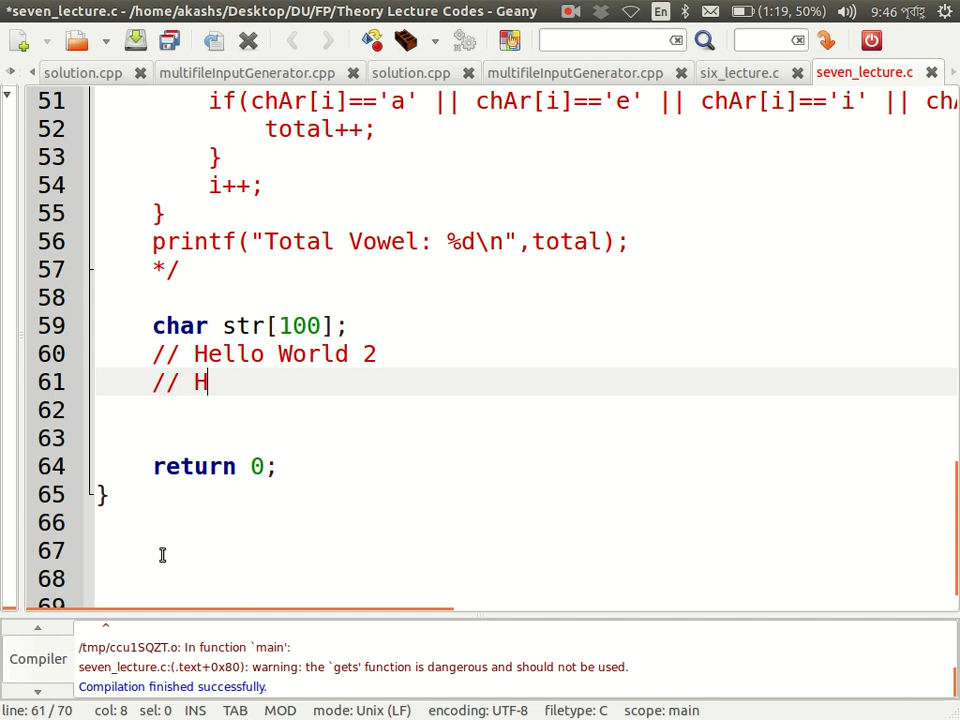 *seven_lecture.c - /home/akashs/Desktop/DU/FP/Theory Lecture Codes - Geany En (1:19, 50%) 9:46 পূর্বাহ্ণ
solution.cpp multifileInputGenerator.cpp solution.cpp multifileInputGenerator.cpp six_lecture.c seven_lecture.c
51 if(chAr[i]=='a' || chAr[i]=='e' || chAr[i]=='i' || ch
52 total++;
53 }
54 i++;
55 }
56 printf("Total Vowel: %d\n",total);
57 */
58
59 char str[100];
60 // Hello World 2
61 // H
62
63
64 return 0;
65 }
66
67
68
69
^
/tmp/ccu1SQZT.o: In function `main':
Compiler
seven_lecture.c:(.text+0x80): warning: the `gets' function is dangerous and should not be used.
Compilation finished successfully.
line: 61 / 70 col: 8 sel: 0 INS TAB MOD mode: Unix (LF) encoding: UTF-8 filetype: C scope: main